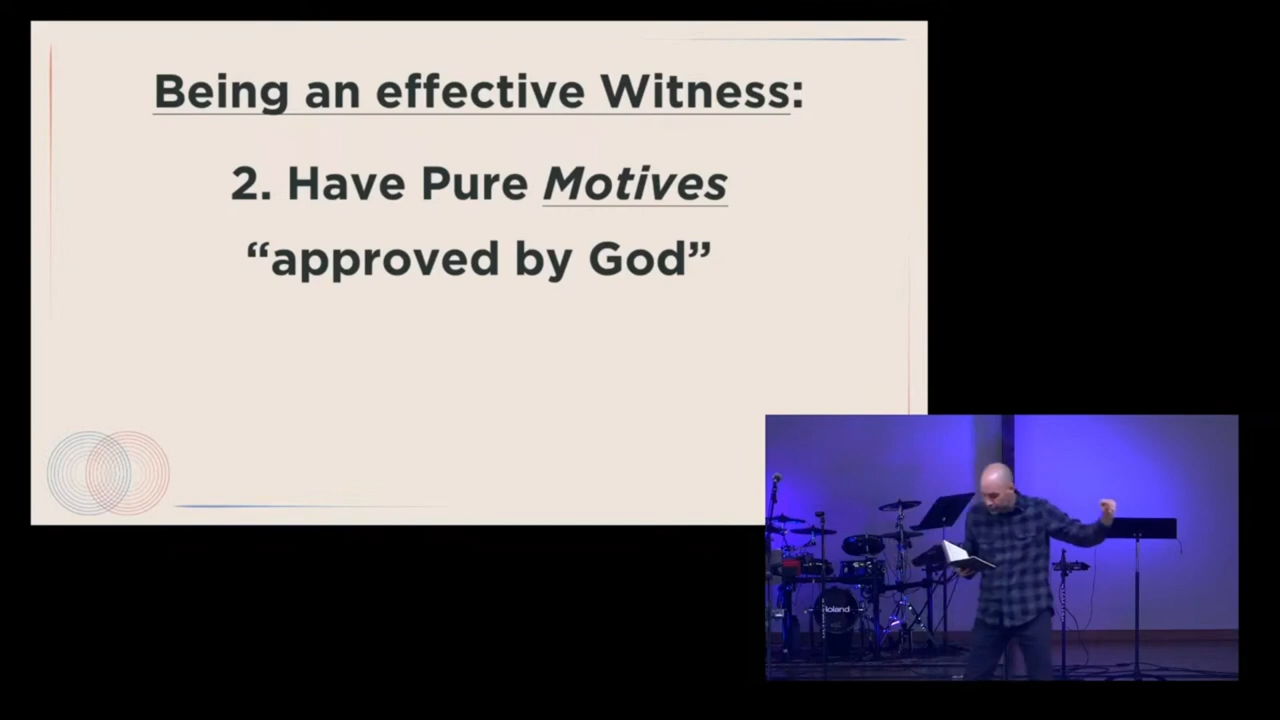 Being an effective Witness:
2. Have Pure Motives
“approved by God”
Roland